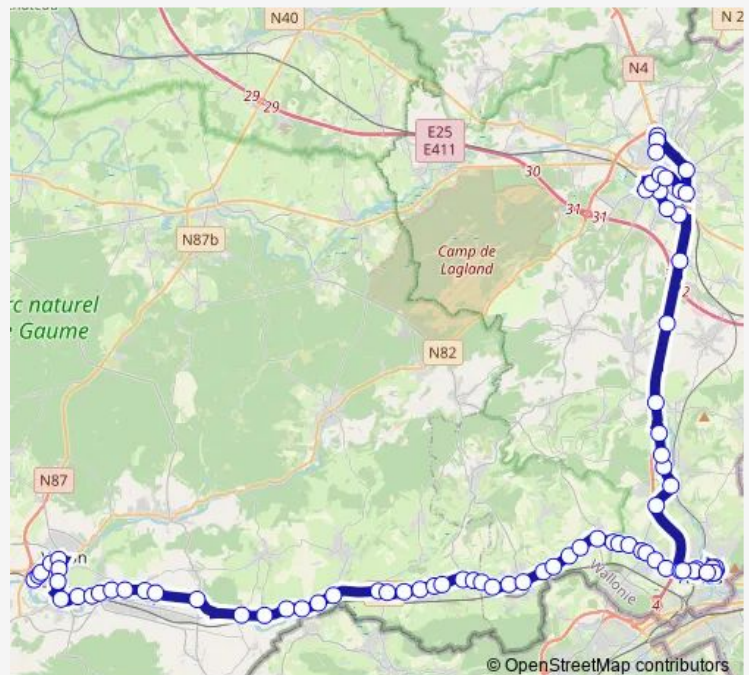 N40
N 2
N4
29
29
E25
E411
30
31
31
N87b
Camp de
Lagland
2
rc naturel
Gaume
N82
N87
Wallonie
4
© OpenStreetMap contributors